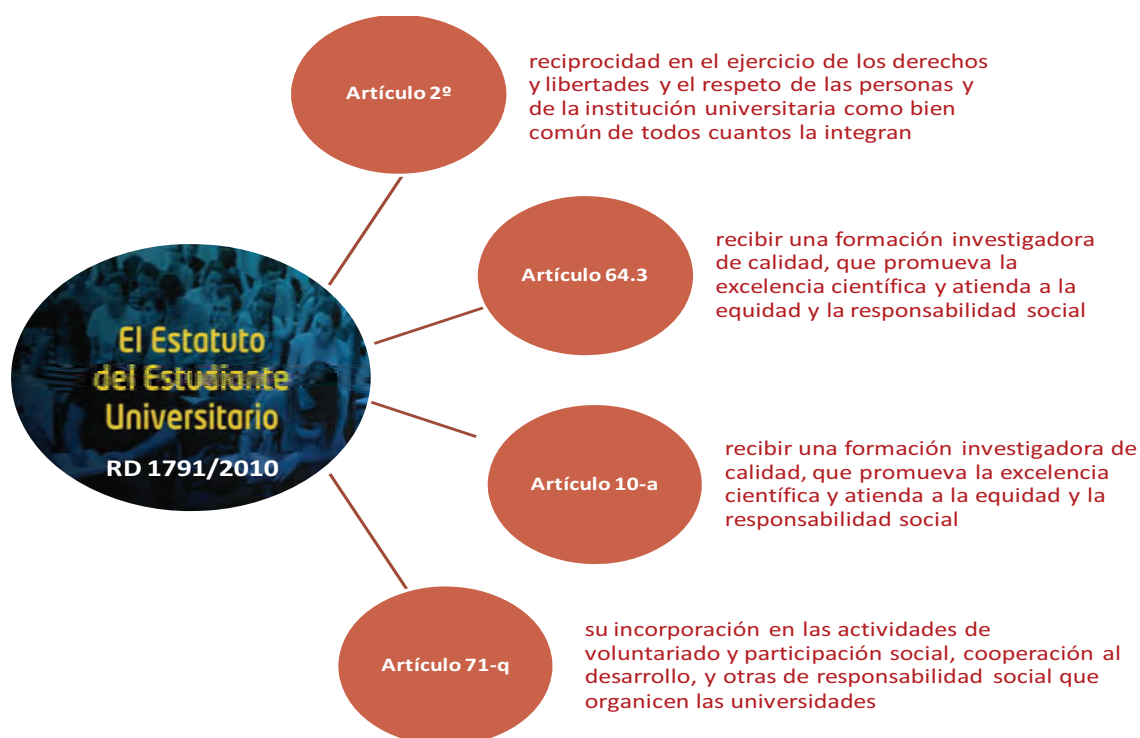 Artículo 2º
reciprocidad en el ejercicio de los derechos
y libertades y el respeto de las personas y
de la institución universitaria como bien
común de todos cuantos la integran
Artículo 64.3
recibir una formación investigadora
de calidad, que promueva la
excelencia científica y atienda a la
equidad y la responsabilidad social
El Estatuto
del Estudiante
Universitario
RD 1791/2010
Artículo 10-a
recibir una formación investigadora de
calidad, que promueva la excelencia
científica y atienda a la equidad y la
responsabilidad social
Artículo 71-q
su incorporación en las actividades de
voluntariado y participación social, cooperación al
desarrollo, y otras de responsabilidad social que
organicen las universidades